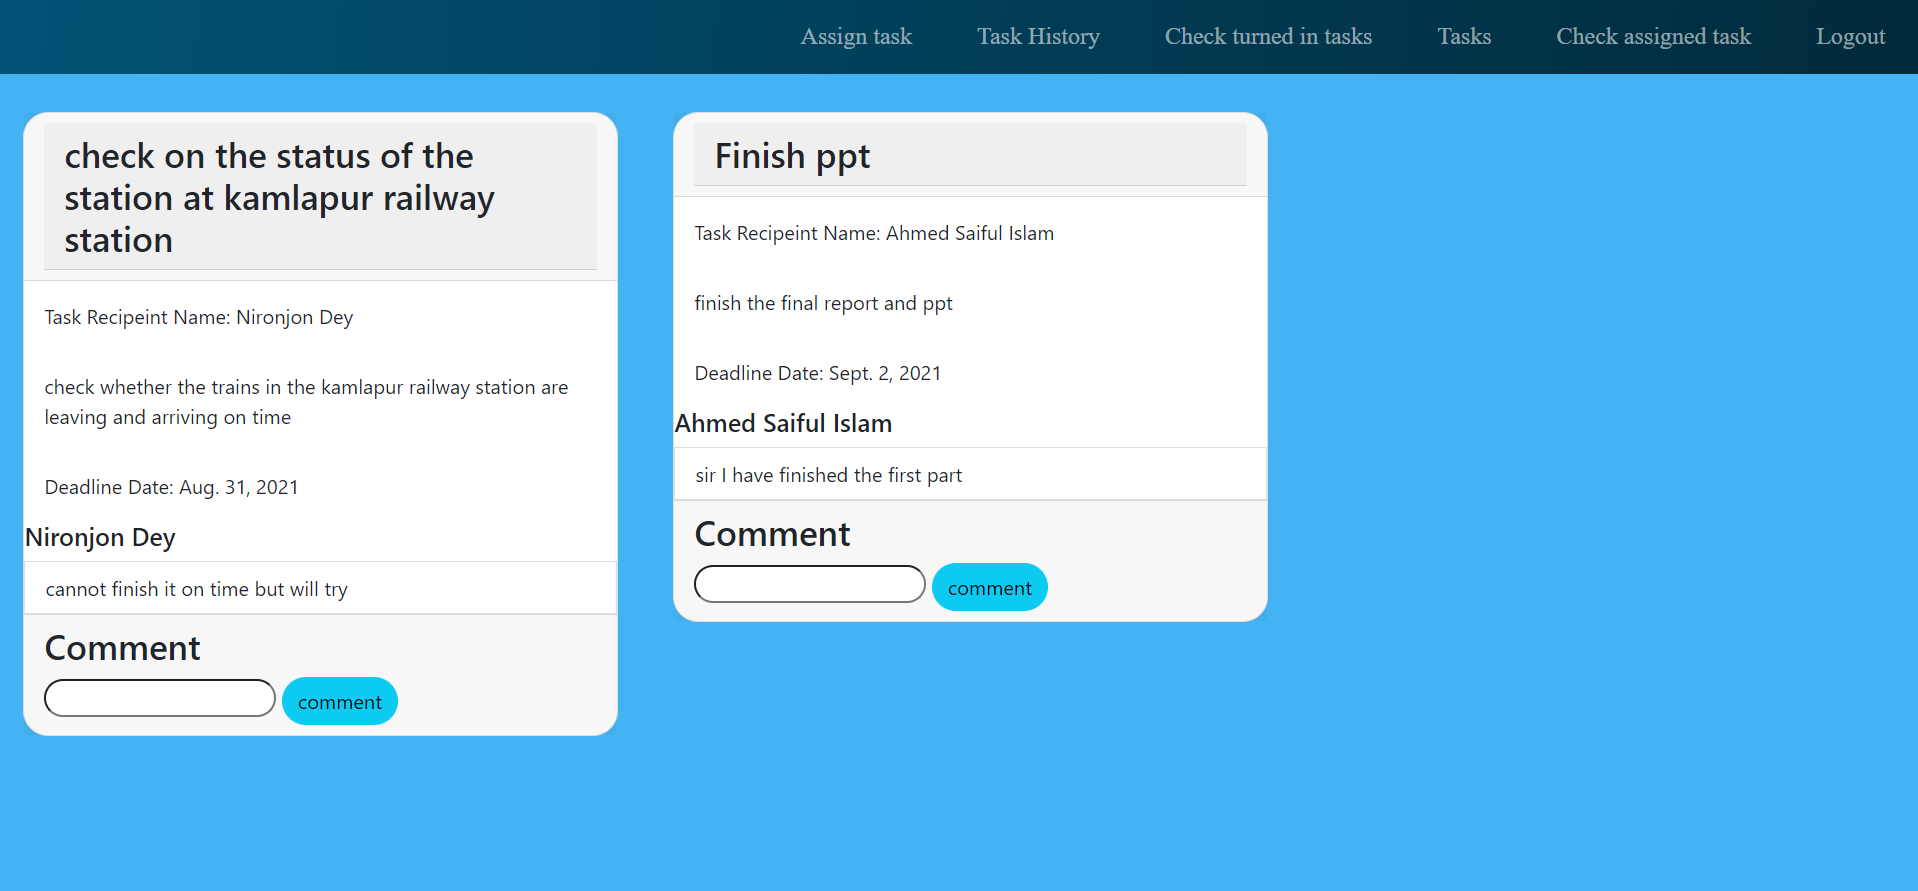 Assign task
Task History
Check turned in tasks
Tasks
Check assigned task
Logout
check on the status of the
station at kamlapur railway
station
Task Recipeint Name: Nironjon Dey
check whether the trains in the kamlapur railway station are
leaving and arriving on time
Deadline Date: Aug. 31, 2021
Nironjon Dey
cannot finish it on time but will try
Comment
comment
Finish ppt
Task Recipeint Name: Ahmed Saiful Islam
finish the final report and ppt
Deadline Date: Sept. 2, 2021
Ahmed Saiful Islam
sir I have finished the first part
Comment
comment